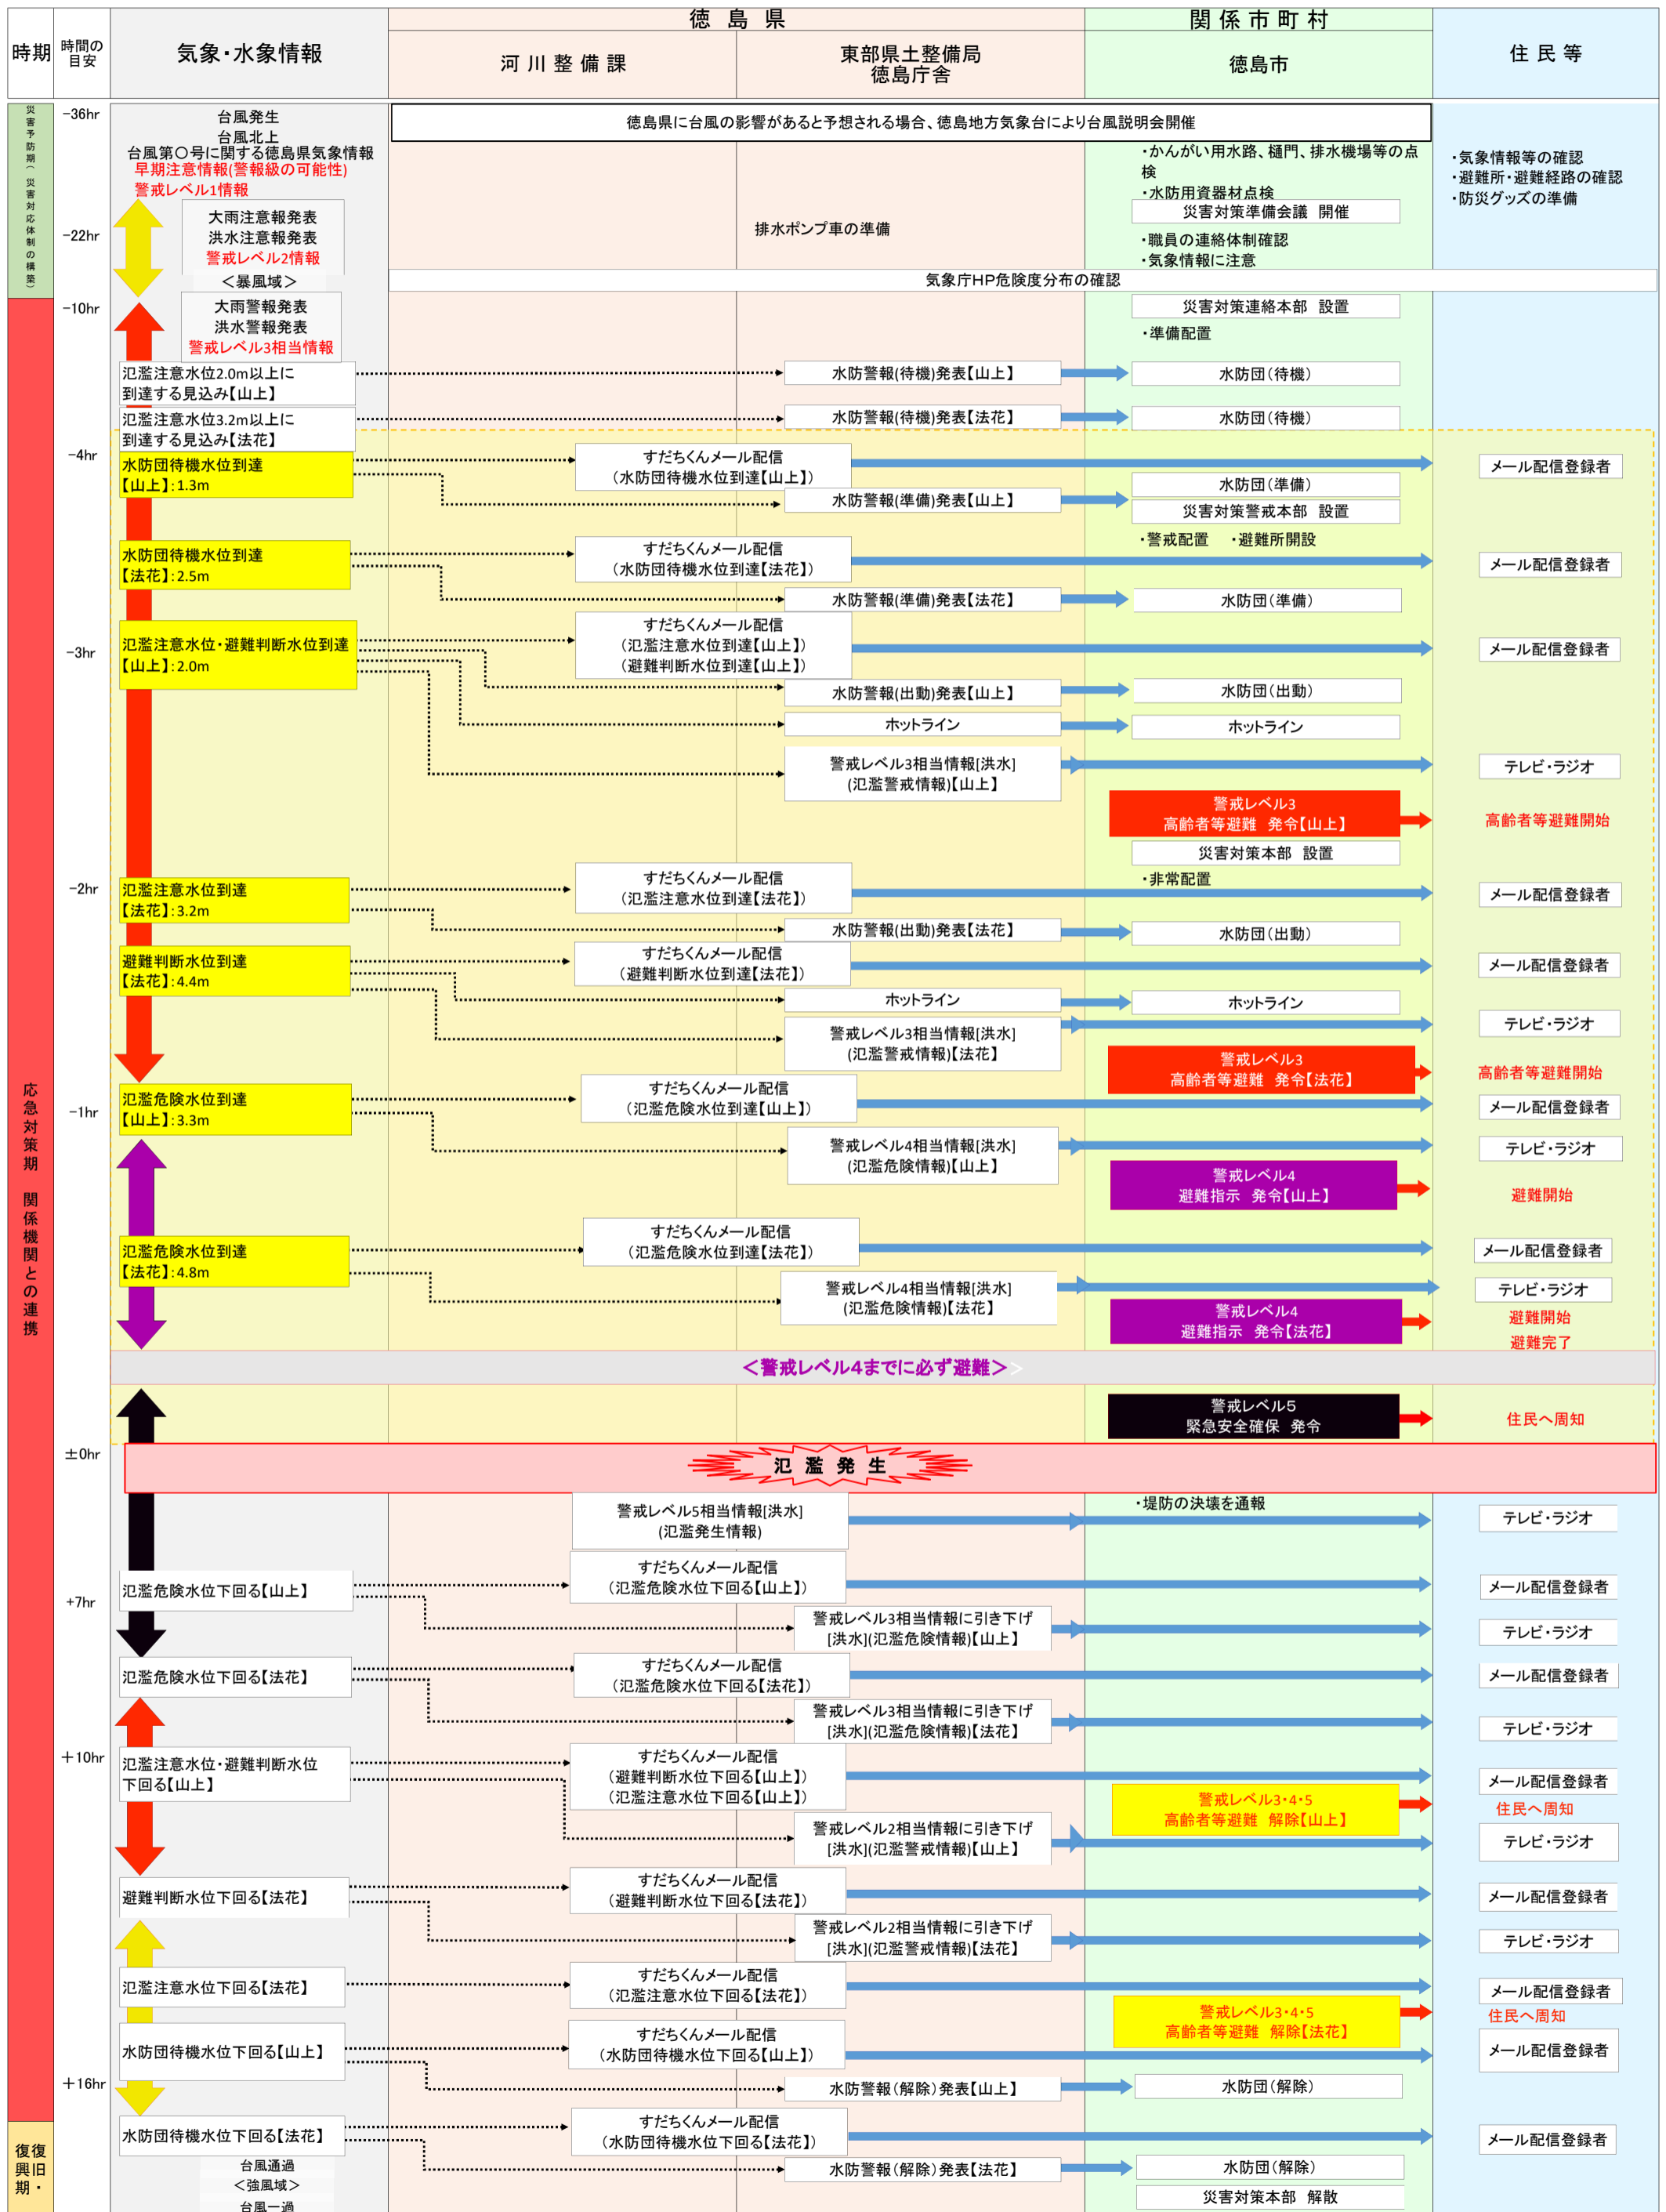 時期
時間の
目安
気象・水象情報
徳島県
河川整備課
東部県土整備局
徳島庁舎
関係市町村
徳島市
住民等
災害予防期（災害対応体制の構築）
-36hr
台風発生
台風北上
台風第〇号に関する徳島県気象情報
早期注意情報(警報級の可能性)
警戒レベル1情報
徳島県に台風の影響があると予想される場合、徳島地方気象台により台風説明会開催
・かんがい用水路、樋門、排水機場等の点
検
・水防用資器材点検
災害対策準備会議　開催
・気象情報等の確認
・避難所・避難経路の確認
・防災グッズの準備
-22hr
大雨注意報発表
洪水注意報発表
警戒レベル2情報
排水ポンプ車の準備
・職員の連絡体制確認
・気象情報に注意
＜暴風域＞
気象庁HP危険度分布の確認
応急対策期　関係機関との連携
-10hr
大雨警報発表
洪水警報発表
警戒レベル3相当情報
災害対策連絡本部　設置
・準備配置
氾濫注意水位2.0m以上に
到達する見込み【山上】
水防警報(待機)発表【山上】
水防団（待機）
氾濫注意水位3.2m以上に
到達する見込み【法花】
水防警報(待機)発表【法花】
水防団（待機）
-4hr
水防団待機水位到達
【山上】：1.3m
すだちくんメール配信
（水防団待機水位到達【山上】）
メール配信登録者
水防警報(準備)発表【山上】
水防団（準備）
災害対策警戒本部　設置
・警戒配置　・避難所開設
水防団待機水位到達
【法花】：2.5m
すだちくんメール配信
（水防団待機水位到達【法花】）
メール配信登録者
水防警報(準備)発表【法花】
水防団（準備）
-3hr
氾濫注意水位・避難判断水位到達
【山上】：2.0m
すだちくんメール配信
（氾濫注意水位到達【山上】）
（避難判断水位到達【山上】）
メール配信登録者
水防警報(出動)発表【山上】
水防団（出動）
ホットライン
ホットライン
警戒レベル3相当情報[洪水]
(氾濫警戒情報)【山上】
テレビ・ラジオ
警戒レベル3
高齢者等避難　発令【山上】
高齢者等避難開始
災害対策本部　設置
・非常配置
-2hr
氾濫注意水位到達
【法花】：3.2m
すだちくんメール配信
（氾濫注意水位到達【法花】）
メール配信登録者
水防警報(出動)発表【法花】
水防団（出動）
避難判断水位到達
【法花】：4.4m
すだちくんメール配信
（避難判断水位到達【法花】）
メール配信登録者
ホットライン
ホットライン
警戒レベル3相当情報[洪水]
(氾濫警戒情報)【法花】
テレビ・ラジオ
警戒レベル3
高齢者等避難　発令【法花】
高齢者等避難開始
-1hr
氾濫危険水位到達
【山上】：3.3m
すだちくんメール配信
（氾濫危険水位到達【山上】）
メール配信登録者
警戒レベル4相当情報[洪水]
(氾濫危険情報)【山上】
テレビ・ラジオ
警戒レベル4
避難指示　発令【山上】
避難開始
氾濫危険水位到達
【法花】：4.8m
すだちくんメール配信
（氾濫危険水位到達【法花】）
メール配信登録者
警戒レベル4相当情報[洪水]
(氾濫危険情報)【法花】
テレビ・ラジオ
警戒レベル4
避難指示　発令【法花】
避難開始
避難完了
＜警戒レベル4までに必ず避難＞>
警戒レベル5
緊急安全確保　発令
住民へ周知
±0hr
氾濫発生
警戒レベル5相当情報[洪水]
(氾濫発生情報)
・堤防の決壊を通報
テレビ・ラジオ
+7hr
氾濫危険水位下回る【山上】
すだちくんメール配信
（氾濫危険水位下回る【山上】）
メール配信登録者
警戒レベル3相当情報に引き下げ
[洪水](氾濫危険情報)【山上】
テレビ・ラジオ
氾濫危険水位下回る【法花】
すだちくんメール配信
（氾濫危険水位下回る【法花】）
メール配信登録者
警戒レベル3相当情報に引き下げ
[洪水](氾濫危険情報)【法花】
テレビ・ラジオ
＋10hr
氾濫注意水位・避難判断水位
下回る【山上】
すだちくんメール配信
（避難判断水位下回る【山上】）
（氾濫注意水位下回る【山上】）
メール配信登録者
警戒レベル3・4・5
高齢者等避難　解除【山上】
住民へ周知
警戒レベル2相当情報に引き下げ
[洪水](氾濫警戒情報)【山上】
テレビ・ラジオ
避難判断水位下回る【法花】
すだちくんメール配信
（避難判断水位下回る【法花】）
メール配信登録者
警戒レベル2相当情報に引き下げ
[洪水](氾濫警戒情報)【法花】
テレビ・ラジオ
氾濫注意水位下回る【法花】
すだちくんメール配信
（氾濫注意水位下回る【法花】）
メール配信登録者
警戒レベル3・4・5
高齢者等避難　解除【法花】
住民へ周知
水防団待機水位下回る【山上】
すだちくんメール配信
（水防団待機水位下回る【山上】）
メール配信登録者
＋16hr
水防警報（解除）発表【山上】
水防団（解除）
復旧・復興期
水防団待機水位下回る【法花】
すだちくんメール配信
（水防団待機水位下回る【法花】）
メール配信登録者
水防警報（解除）発表【法花】
水防団（解除）
台風通過
＜強風域＞
台風一過
災害対策本部　解散